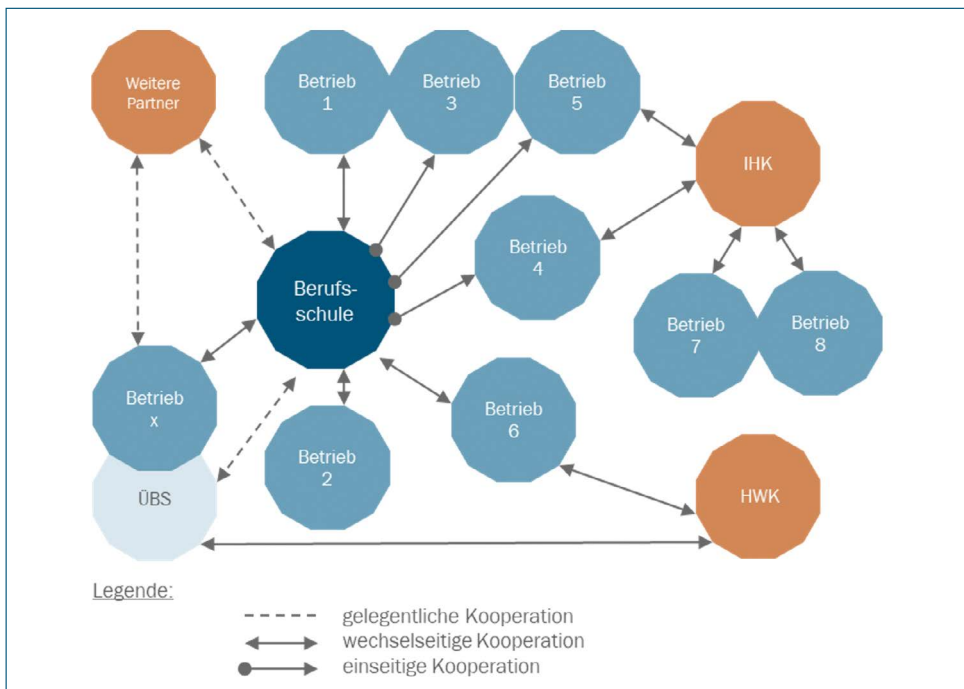 Weitere
Partner
Betrieb
1
Betrieb
3
Betrieb
5
IHK
Betrieb
4
Berufs-
schule
Betrieb
7
Betrieb
8
Betrieb
x
Betrieb
6
Betrieb
2
ÜBS
HWK
Legende:
gelegentliche Kooperation
wechselseitige Kooperation
einseitige Kooperation